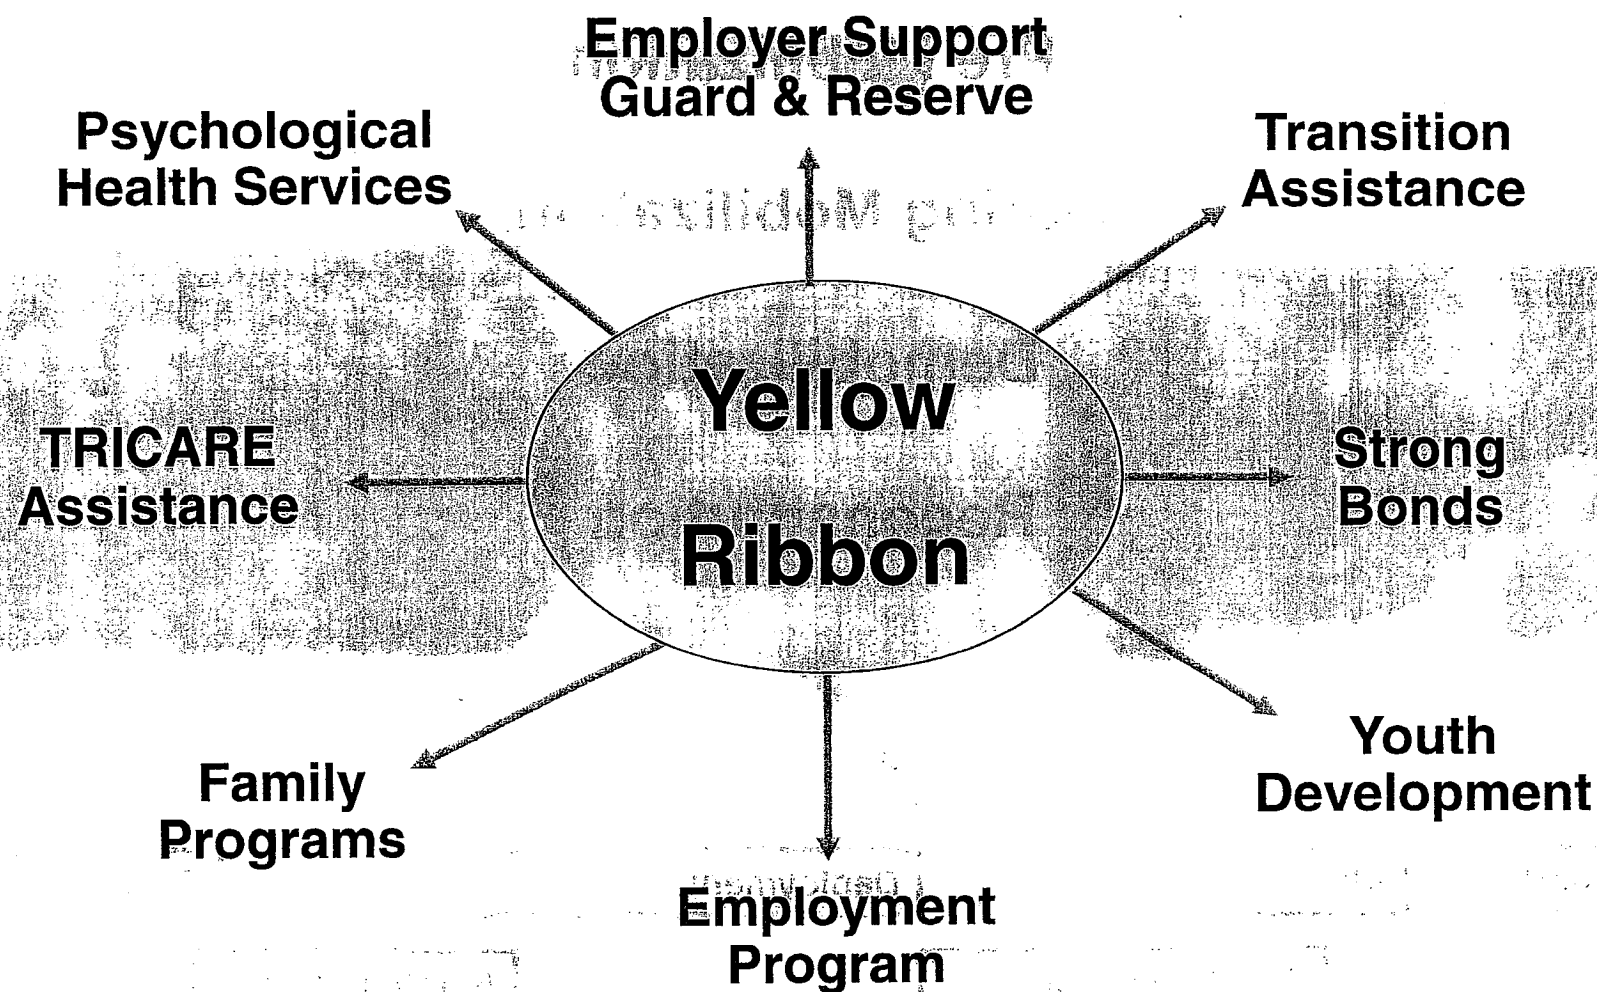 Employer Support
Guard & Reserve
Psychological
Health Services
Transition
Assistance
Yellow
Ribbon
TRICARE
Assistance
Strong
Bonds
Family
Programs
Youth
Development
Employment
Program